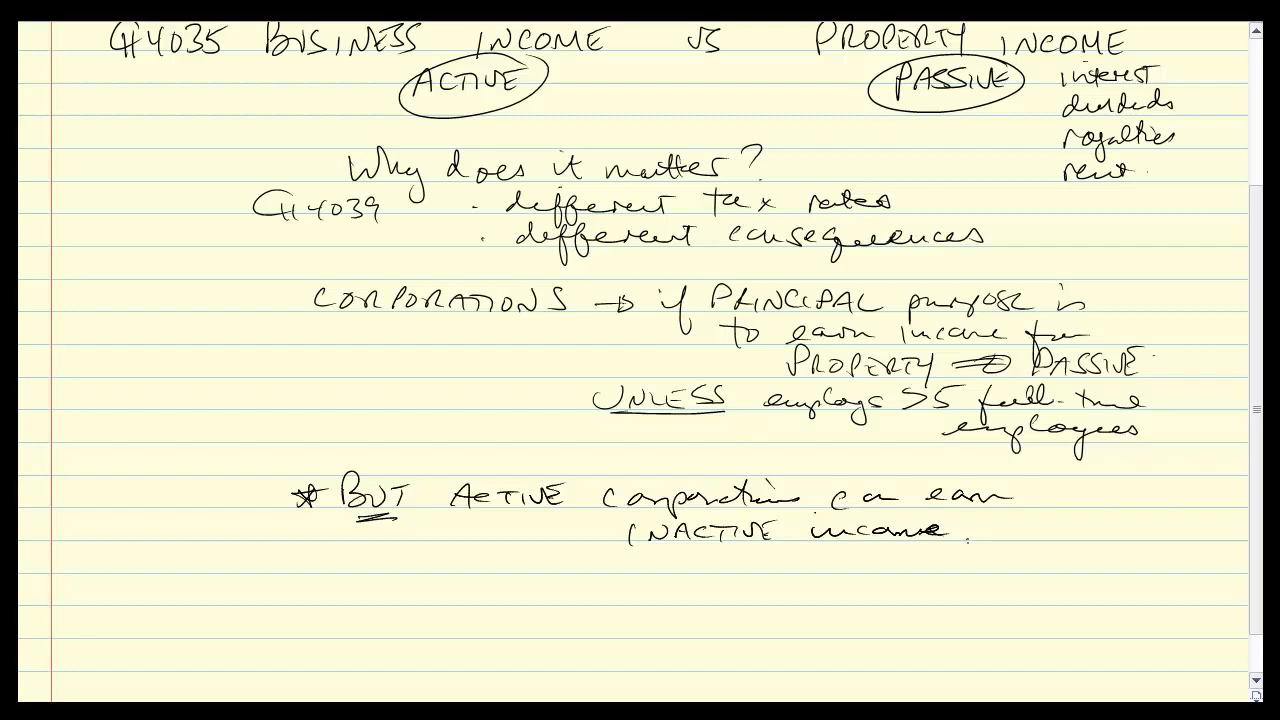 CH4035 BUSINESS INCOME VS PROPERTY INCOME
ACTIVE PASSIVE interest
dividends
royalties
rent
Why does it matter?
CH4039 · different tax rates
· different consequences
CORPORATIONS → if PRINCIPAL purpose is
to earn income from
PROPERTY ⇒ PASSIVE
UNLESS employs >5 full-time
employees
* BUT ACTIVE corporations can earn
INACTIVE income.